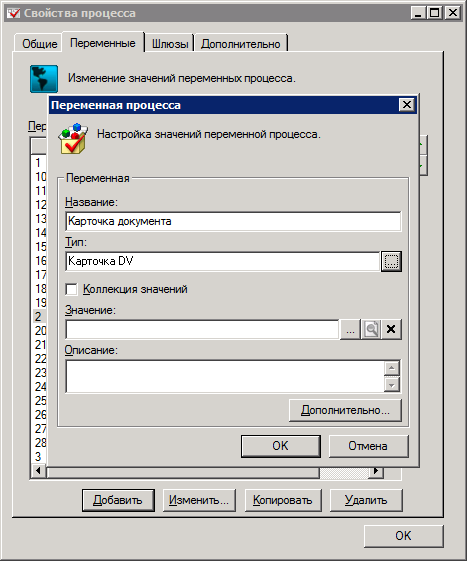 Свойства процесса
Общие Переменные Шлюзы Дополнительно
Изменение значений переменных процесса.
Переменная процесса
Настройка значений переменной процесса.
Пер
Переменная
Название:
Карточка документа
Тип:
Карточка DV
...
Коллекция значений
Значение:
...
Описание:
Дополнительно...
OK Отмена
1
10
11
12
13
14
15
16
17
18
19
2
20
21
22
23
24
25
26
27
28
3
Добавить Изменить... Копировать Удалить
OK